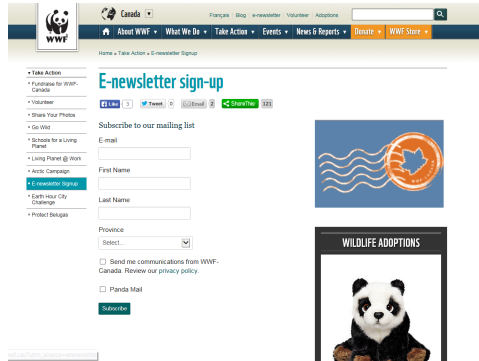 Canada
Français | Blog | e-newsletter | Volunteer | Adoptions
WWF
About WWF What We Do Take Action Events News & Reports Donate WWF Store
Home » Take Action » E-newsletter Signup
Take Action
Fundraise for WWF-
Canada
Volunteer
Share Your Photos
Go Wild
Schools for a Living
Planet
Living Planet @ Work
Arctic Campaign
E-newsletter Signup
Earth Hour City
Challenge
Protect Belugas
E-newsletter sign-up
Like 3 Tweet 0 Email 2 ShareThis 121
Subscribe to our mailing list
E-mail
First Name
Last Name
Province
Select...
Send me communications from WWF-
Canada. Review our privacy policy.
Panda Mail
Subscribe
WILDLIFE ADOPTIONS